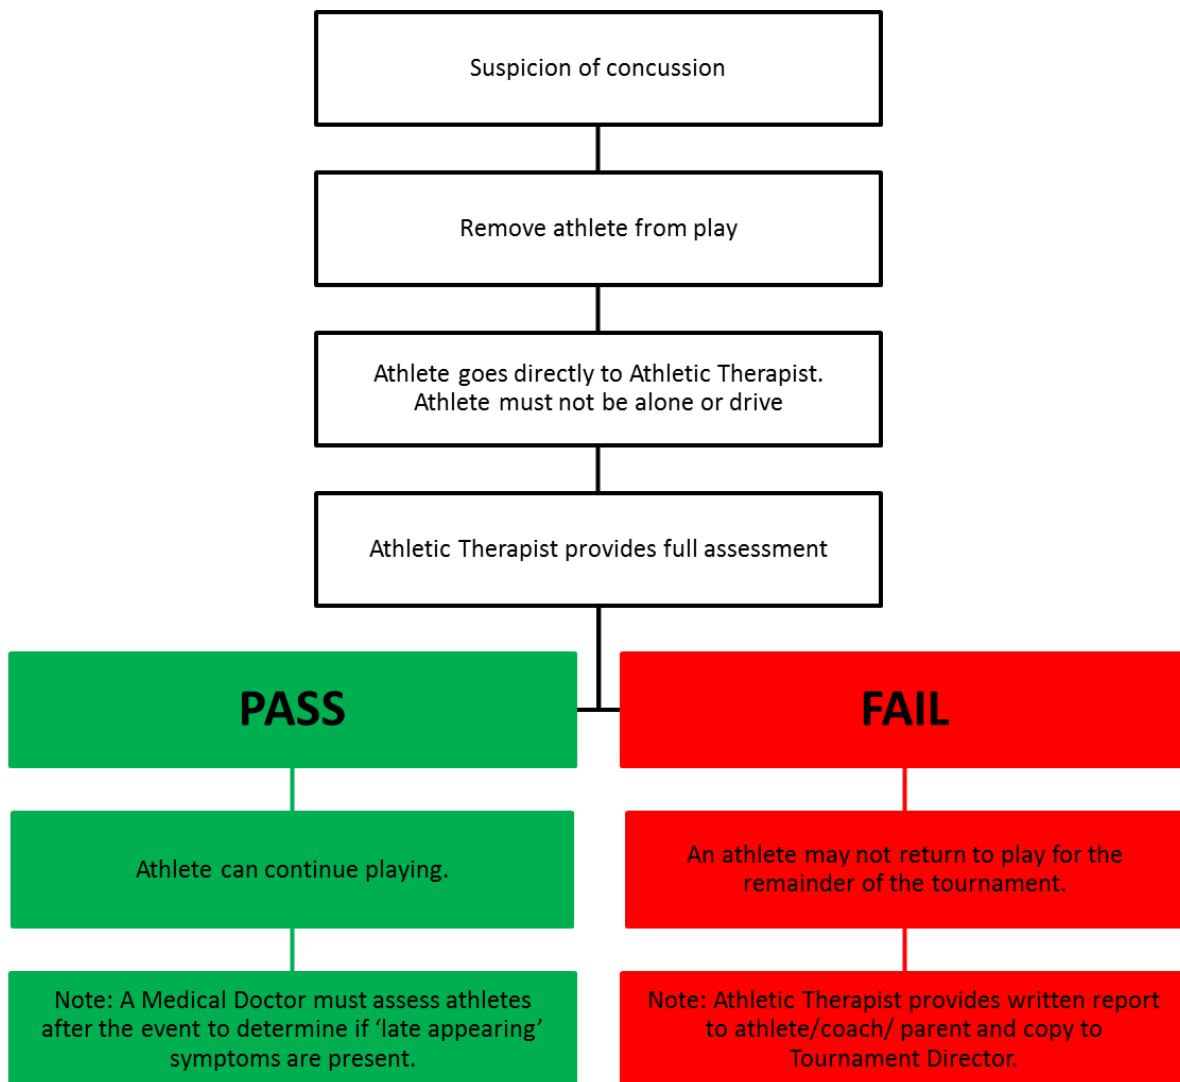 Suspicion of concussion
Remove athlete from play
Athlete goes directly to Athletic Therapist.
Athlete must not be alone or drive
Athletic Therapist provides full assessment
PASS
FAIL
Athlete can continue playing.
An athlete may not return to play for the
remainder of the tournament.
Note: A Medical Doctor must assess athletes
after the event to determine if ‘late appearing’
symptoms are present.
Note: Athletic Therapist provides written report
to athlete/coach/ parent and copy to
Tournament Director.